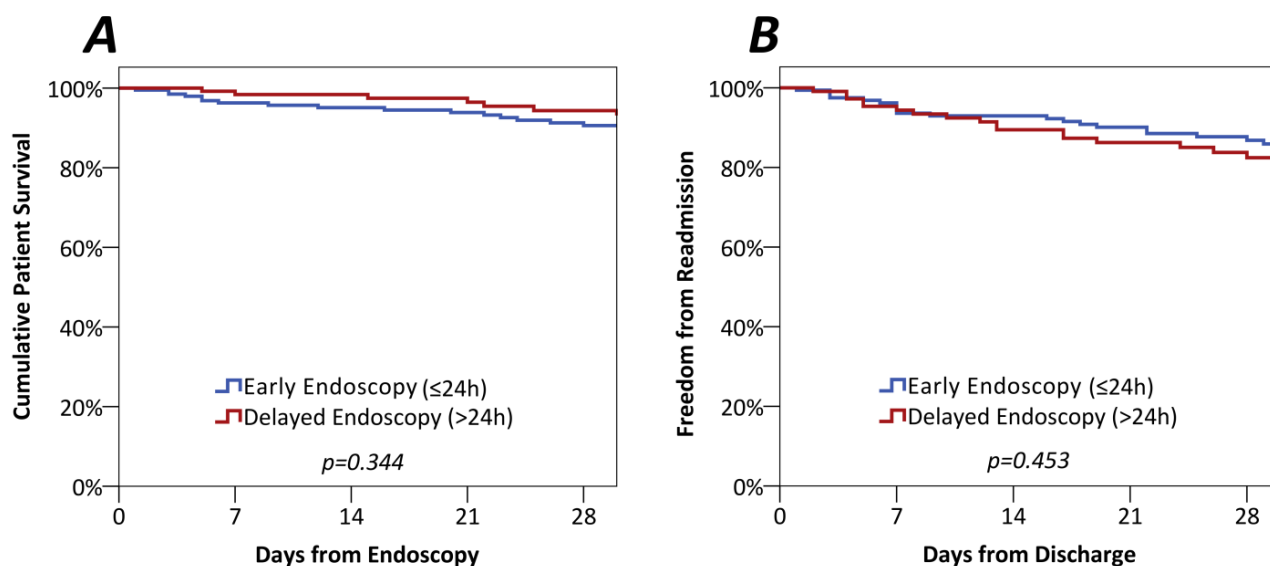 A
Cumulative Patient Survival
100%
80%
60%
40%
20%
0%
Early Endoscopy (≤24h)
Delayed Endoscopy (>24h)
p=0.344
0 7 14 21 28
Days from Endoscopy
B
Freedom from Readmission
100%
80%
60%
40%
20%
0%
Early Endoscopy (≤24h)
Delayed Endoscopy (>24h)
p=0.453
0 7 14 21 28
Days from Discharge